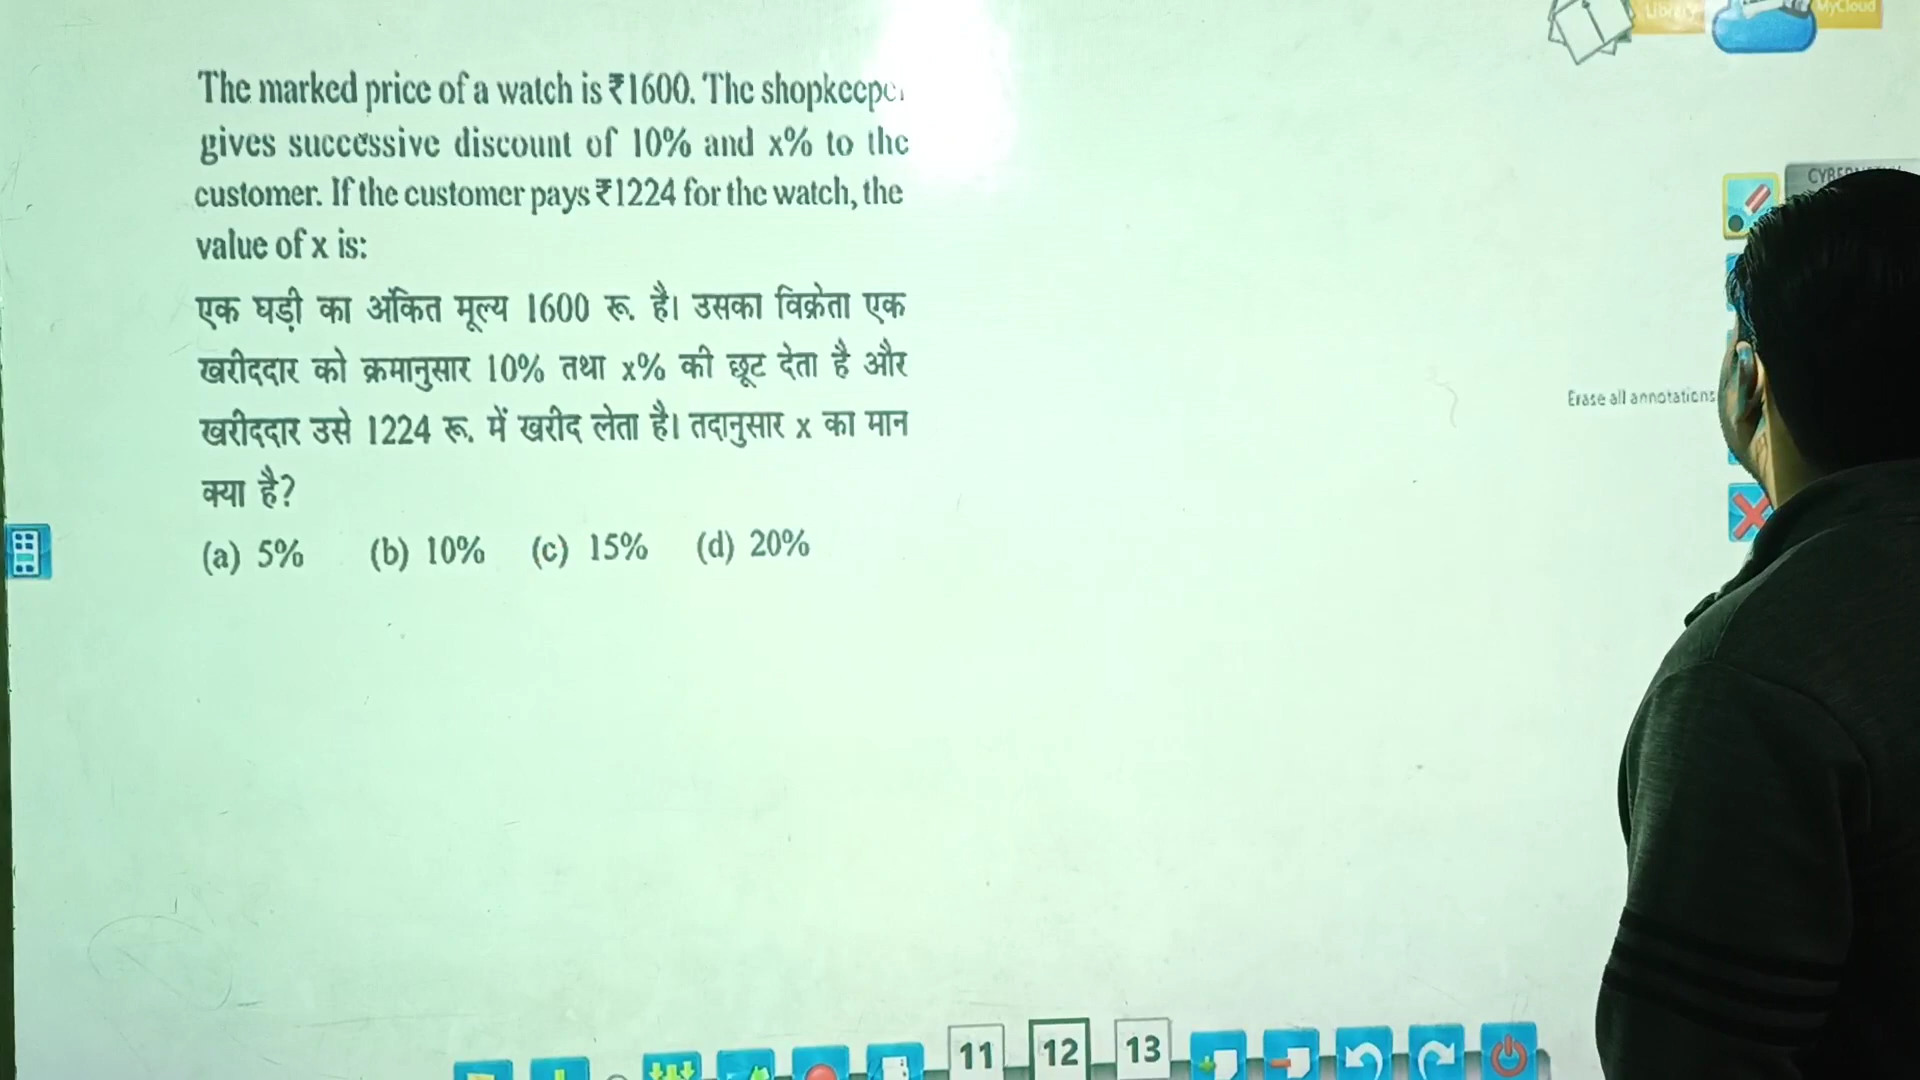 Library
MyCloud
The marked price of a watch is ₹1600. The shopkeeper
gives successive discount of 10% and x% to the
customer. If the customer pays ₹1224 for the watch, the
value of x is:
एक घड़ी का अंकित मूल्य 1600 रू. है। उसका विक्रेता एक
खरीददार को क्रमानुसार 10% तथा x% की छूट देता है और
खरीददार उसे 1224 रू. में खरीद लेता है। तदानुसार x का मान
क्या है?
(a) 5% (b) 10% (c) 15% (d) 20%
Erase all annotations
11 12 13